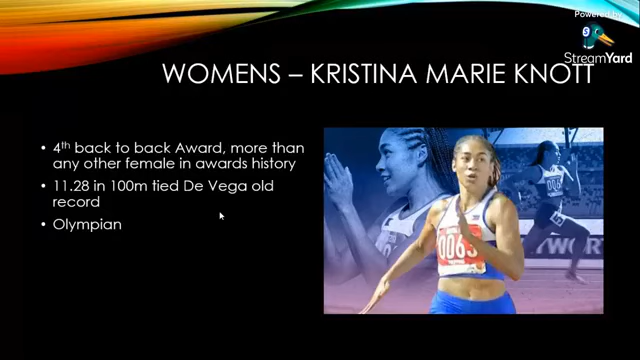 Powered by
StreamYard
WOMENS – KRISTINA MARIE KNOTT
• 4th back to back Award, more than
any other female in awards history
• 11.28 in 100m tied De Vega old
record
• Olympian
0063